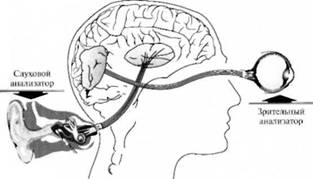 Слуховой
анализатор
Зрительный
анализатор